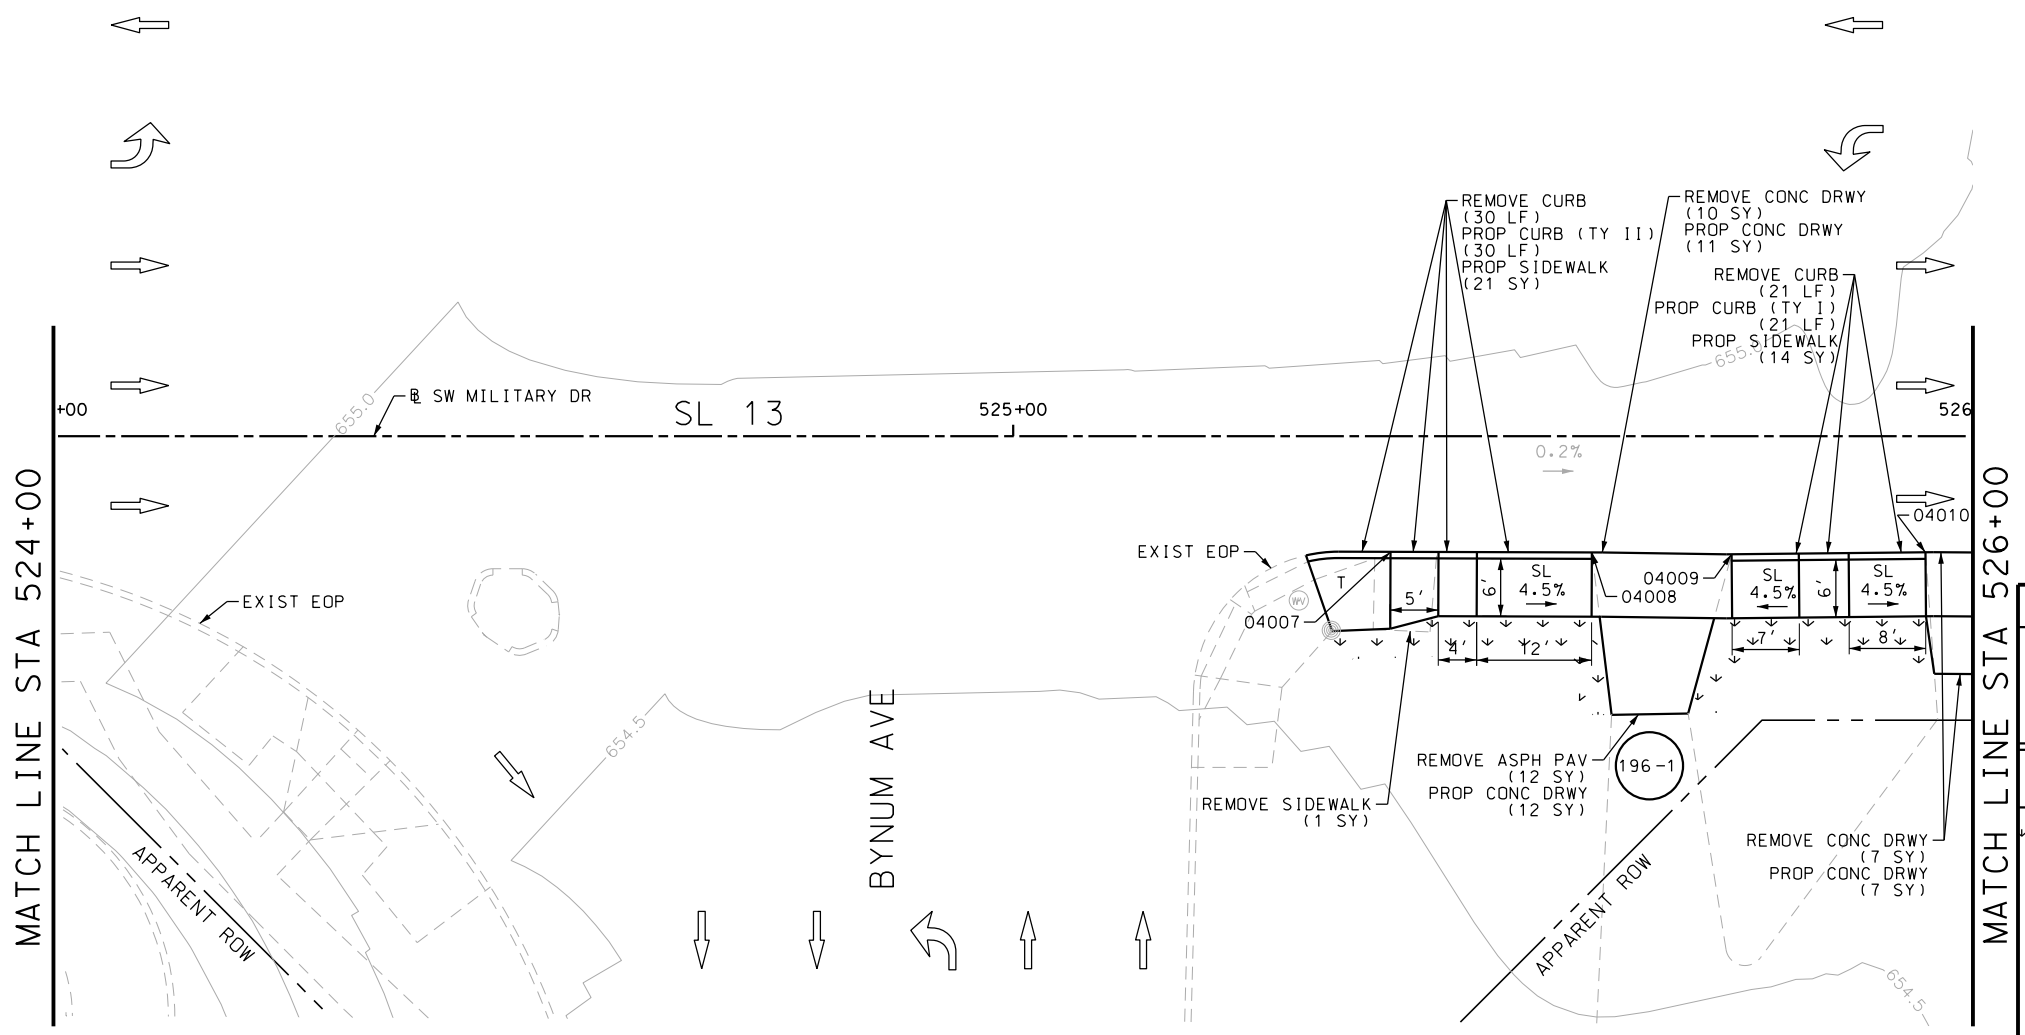 REMOVE CURB
(30 LF)
PROP CURB (TY II)
(30 LF)
PROP SIDEWALK
(21 SY)
REMOVE CONC DRWY
(10 SY)
PROP CONC DRWY
(11 SY)
REMOVE CURB
(21 LF)
PROP CURB (TY I)
(21 LF)
PROP SIDEWALK
(14 SY)
655.0
655.0
+00
BL SW MILITARY DR
SL 13
525+00
526
0.2%
MATCH LINE STA 524+00
MATCH LINE STA 526+00
04010
EXIST EOP
EXIST EOP
T
5'
6'
SL
4.5%
04009
04008
SL
4.5%
6'
SL
4.5%
WV
04007
4'
12'
7'
8'
654.5
BYNUM AVE
REMOVE ASPH PAV
(12 SY)
PROP CONC DRWY
(12 SY)
196-1
REMOVE SIDEWALK
(1 SY)
REMOVE CONC DRWY
(7 SY)
PROP CONC DRWY
(7 SY)
APPARENT ROW
APPARENT ROW
654.5